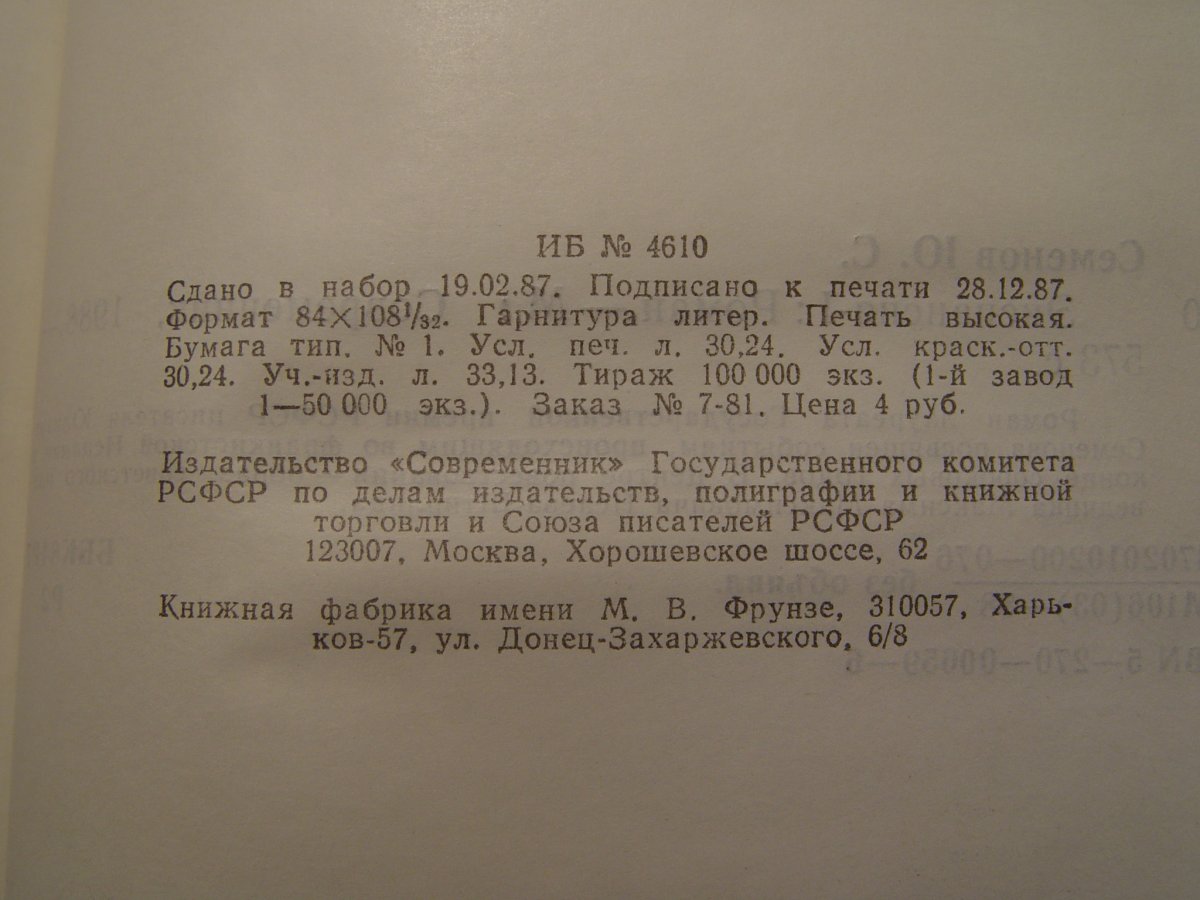 ИБ № 4610
Сдано в набор 19.02.87. Подписано к печати 28.12.87.
Формат 84×108¹/₃₂. Гарнитура литер. Печать высокая.
Бумага тип. № 1. Усл. печ. л. 30,24. Усл. краск.-отт.
30,24. Уч.-изд. л. 33,13. Тираж 100 000 экз. (1-й завод
1—50 000 экз.). Заказ № 7-81. Цена 4 руб.
Издательство «Современник» Государственного комитета
РСФСР по делам издательств, полиграфии и книжной
торговли и Союза писателей РСФСР
123007, Москва, Хорошевское шоссе, 62
Книжная фабрика имени М. В. Фрунзе, 310057, Харь-
ков-57, ул. Донец-Захаржевского, 6/8